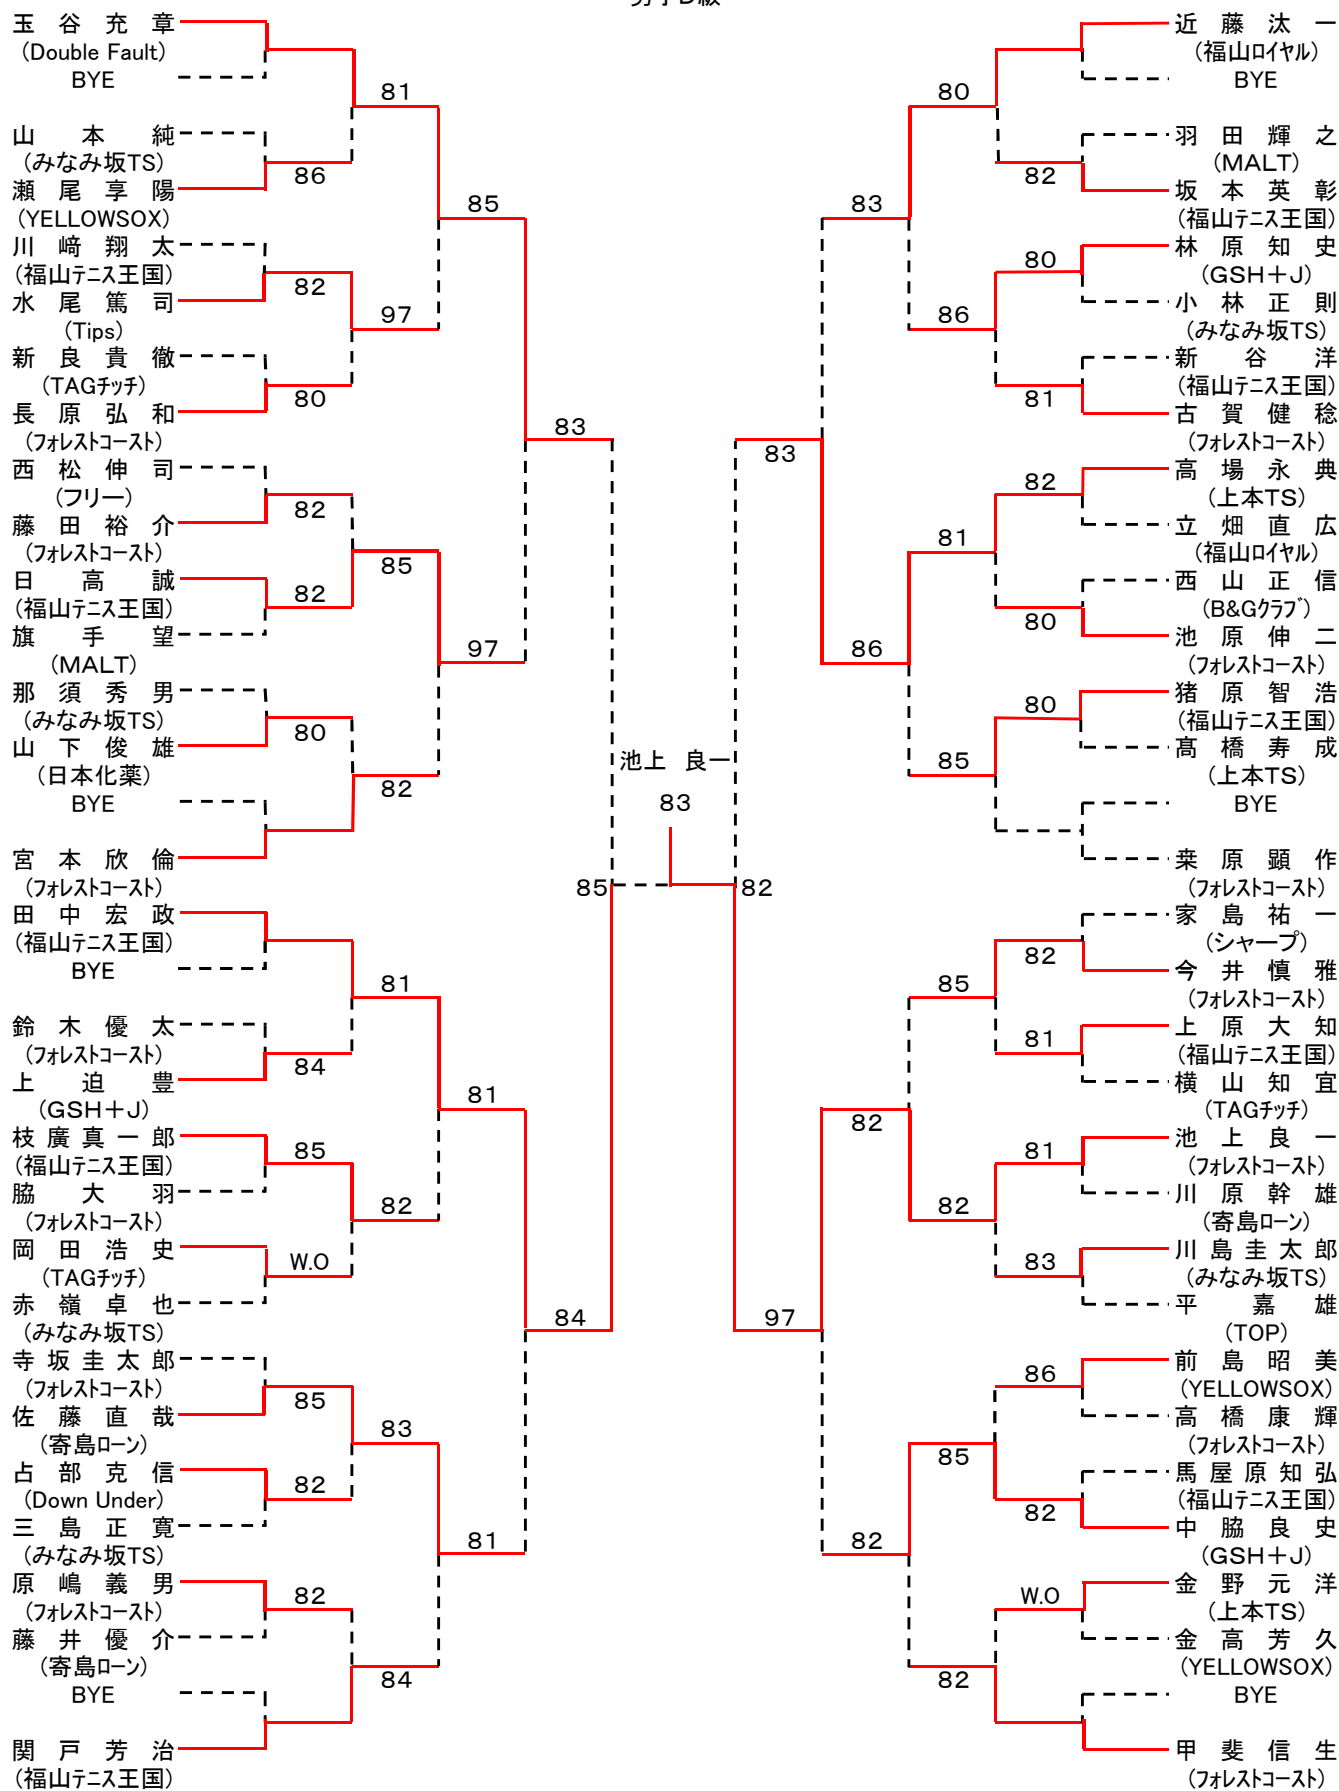 玉谷充章
(Double Fault)
BYE
81
山本純
(みなみ坂TS)
86
瀬尾享陽
(YELLOWSOX)
85
川﨑翔太
(福山テニス王国)
82
水尾篤司
(Tips)
97
新良貴徹
(TAGチッチ)
80
長原弘和
(フォレストコースト)
83
西松伸司
(フリー)
82
藤田裕介
(フォレストコースト)
85
日高誠
(福山テニス王国)
82
旗手望
(MALT)
97
那須秀男
(みなみ坂TS)
80
山下俊雄
(日本化薬)
82
BYE
宮本欣倫
(フォレストコースト)
85
田中宏政
(福山テニス王国)
BYE
81
鈴木優太
(フォレストコースト)
84
上迫豊
(GSH+J)
81
枝廣真一郎
(福山テニス王国)
85
脇大羽
(フォレストコースト)
82
岡田浩史
(TAGチッチ)
W.O
赤嶺卓也
(みなみ坂TS)
84
寺坂圭太郎
(フォレストコースト)
85
佐藤直哉
(寄島ローン)
83
占部克信
(Down Under)
82
三島正寛
(みなみ坂TS)
81
原嶋義男
(フォレストコースト)
82
藤井優介
(寄島ローン)
84
BYE
関戸芳治
(福山テニス王国)
池上 良一
83
近藤汰一
(福山ロイヤル)
BYE
80
羽田輝之
(MALT)
82
坂本英彰
(福山テニス王国)
83
林原知史
(GSH+J)
80
小林正則
(みなみ坂TS)
86
新谷洋
(福山テニス王国)
81
古賀健稔
(フォレストコースト)
83
高場永典
(上本TS)
82
立畑直広
(福山ロイヤル)
81
西山正信
(B&Gクラブ)
80
池原伸二
(フォレストコースト)
86
猪原智浩
(福山テニス王国)
80
髙橋寿成
(上本TS)
85
BYE
桒原顕作
(フォレストコースト)
82
家島祐一
(シャープ)
82
今井慎雅
(フォレストコースト)
85
上原大知
(福山テニス王国)
81
横山知宜
(TAGチッチ)
82
池上良一
(フォレストコースト)
81
川原幹雄
(寄島ローン)
82
川島圭太郎
(みなみ坂TS)
83
平嘉雄
(TOP)
97
前島昭美
(YELLOWSOX)
86
高橋康輝
(フォレストコースト)
85
馬屋原知弘
(福山テニス王国)
82
中脇良史
(GSH+J)
82
金野元洋
(上本TS)
W.O
金高芳久
(YELLOWSOX)
82
BYE
甲斐信生
(フォレストコースト)